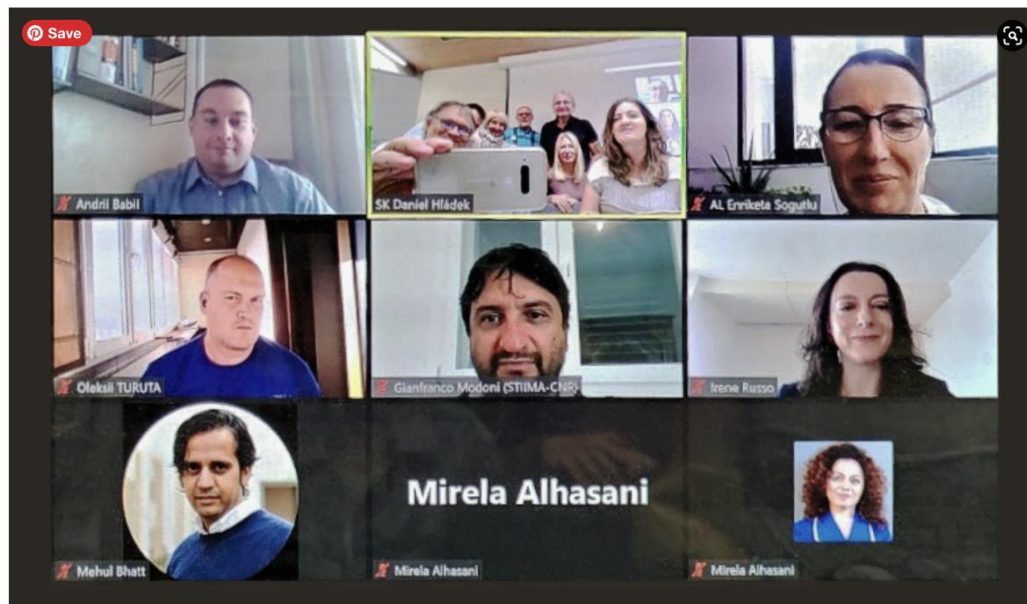 Save
Andrii Babii
SK Daniel Hládek
AL Enriketa Sogutlu
Oleksii TURUTA
Gianfranco Modoni (STIIMA-CNR)
Irene Russo
Mehul Bhatt
Mirela Alhasani
Mirela Alhasani
Mirela Alhasani